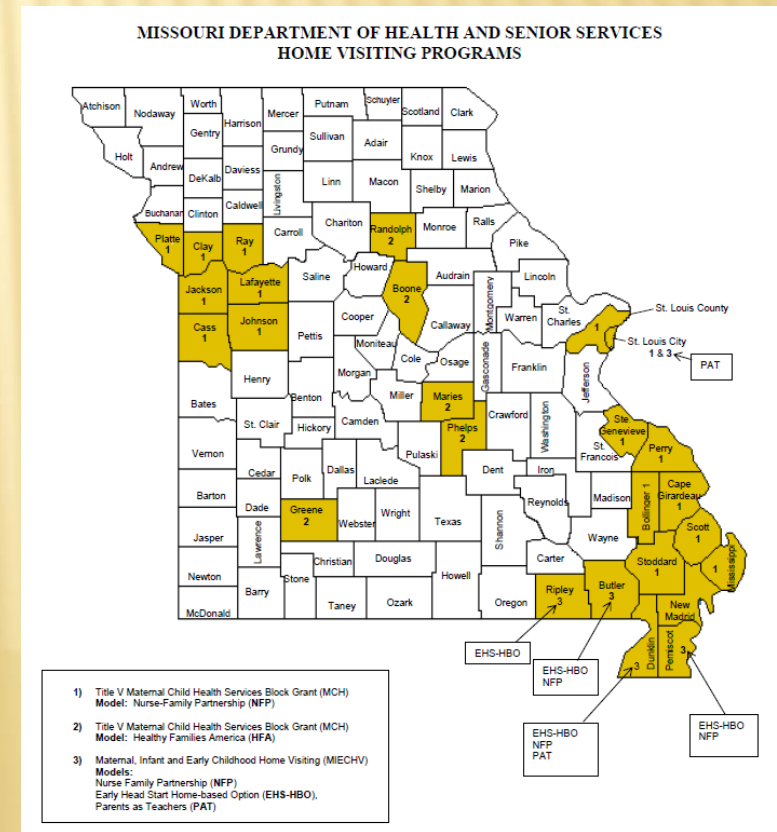 MISSOURI DEPARTMENT OF HEALTH AND SENIOR SERVICES
HOME VISITING PROGRAMS
Atchison
Nodaway
Worth
Gentry
Harrison
Mercer
Putnam
Schuyler
Scotland
Clark
Holt
Andrew
DeKalb
Daviess
Grundy
Sullivan
Adair
Knox
Lewis
Buchanan
Clinton
Caldwell
Livingston
Linn
Macon
Shelby
Marion
Platte
1
Clay
1
Ray
1
Carroll
Chariton
Randolph
2
Monroe
Ralls
Pike
Jackson
1
Lafayette
1
Saline
Howard
Boone
2
Audrain
Montgomery
Lincoln
Cass
1
Johnson
1
Pettis
Cooper
Moniteau
Callaway
Warren
St.
Charles
1
St. Louis County
St. Louis City
1 & 3
PAT
Henry
Morgan
Cole
Osage
Gasconade
Franklin
Jefferson
Bates
Benton
Miller
Maries
2
St. Clair
Hickory
Camden
Phelps
2
Crawford
Washington
Ste.
Genevieve
1
Vernon
Pulaski
St.
Francois
Perry
1
Cedar
Polk
Dallas
Laclede
Dent
Iron
Barton
Dade
Greene
2
Webster
Wright
Texas
Shannon
Reynolds
Madison
Bollinger 1
Cape
Girardeau
1
Jasper
Lawrence
Wayne
Scott
1
Newton
Christian
Douglas
Howell
Carter
Stoddard
1
1
Mississippi
McDonald
Barry
Stone
Taney
Ozark
Oregon
Ripley
3
Butler
3
New
Madrid
Dunklin
3
Pemiscot
3
EHS-HBO
EHS-HBO
NFP
EHS-HBO
NFP
PAT
EHS-HBO
NFP
1) Title V Maternal Child Health Services Block Grant (MCH)
Model: Nurse-Family Partnership (NFP)
2) Title V Maternal Child Health Services Block Grant (MCH)
Model: Healthy Families America (HFA)
3) Maternal, Infant and Early Childhood Home Visiting (MIECHV)
Models:
Nurse Family Partnership (NFP)
Early Head Start Home-based Option (EHS-HBO),
Parents as Teachers (PAT)